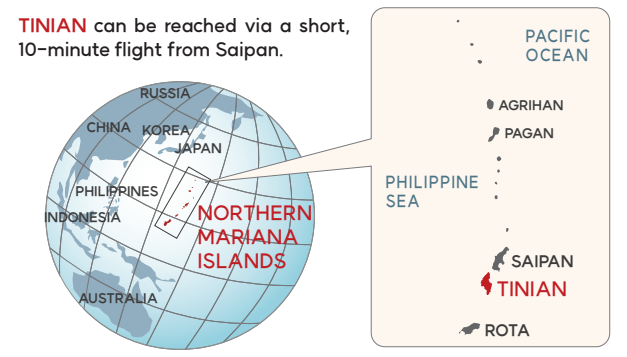 TINIAN can be reached via a short,
10-minute flight from Saipan.
RUSSIA
CHINA
KOREA
JAPAN
PHILIPPINES
INDONESIA
NORTHERN
MARIANA
ISLANDS
AUSTRALIA
PACIFIC
OCEAN
AGRIHAN
PAGAN
PHILIPPINE
SEA
SAIPAN
TINIAN
ROTA